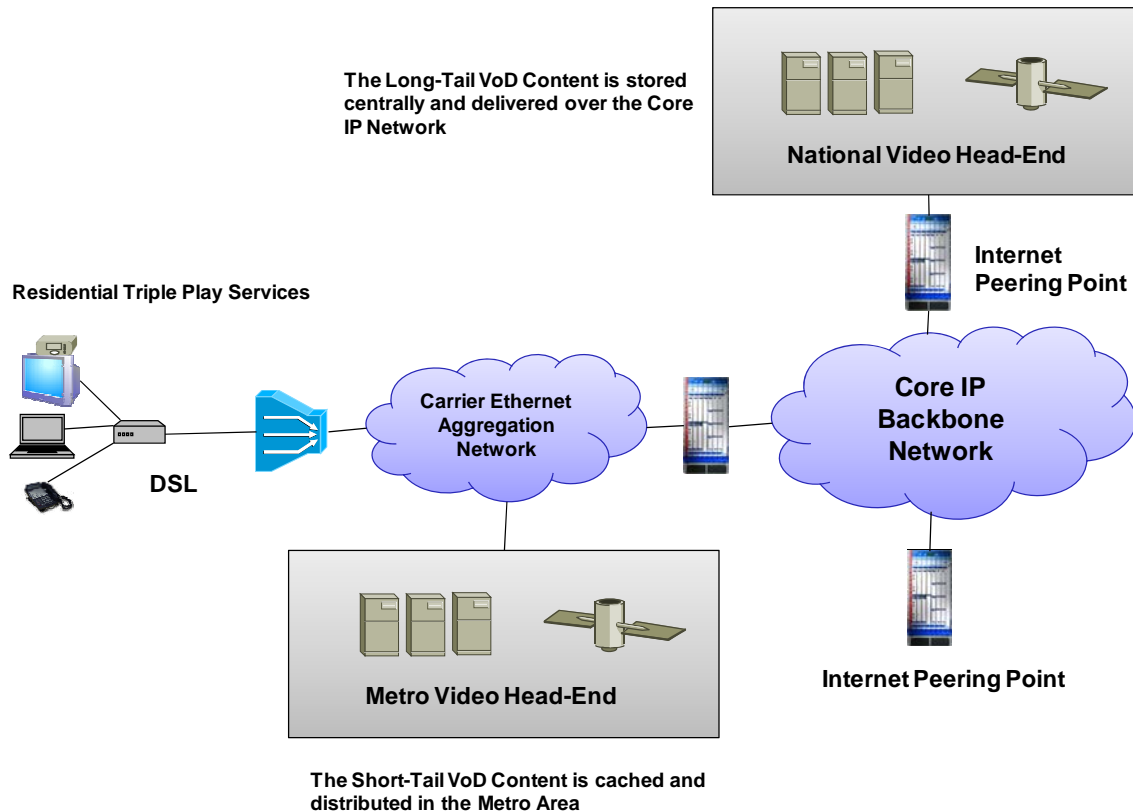 The Long-Tail VoD Content is stored
centrally and delivered over the Core
IP Network
National Video Head-End
Internet
Peering Point
Residential Triple Play Services
Core IP
Backbone
Network
Carrier Ethernet
Aggregation
Network
DSL
Metro Video Head-End
Internet Peering Point
The Short-Tail VoD Content is cached and
distributed in the Metro Area